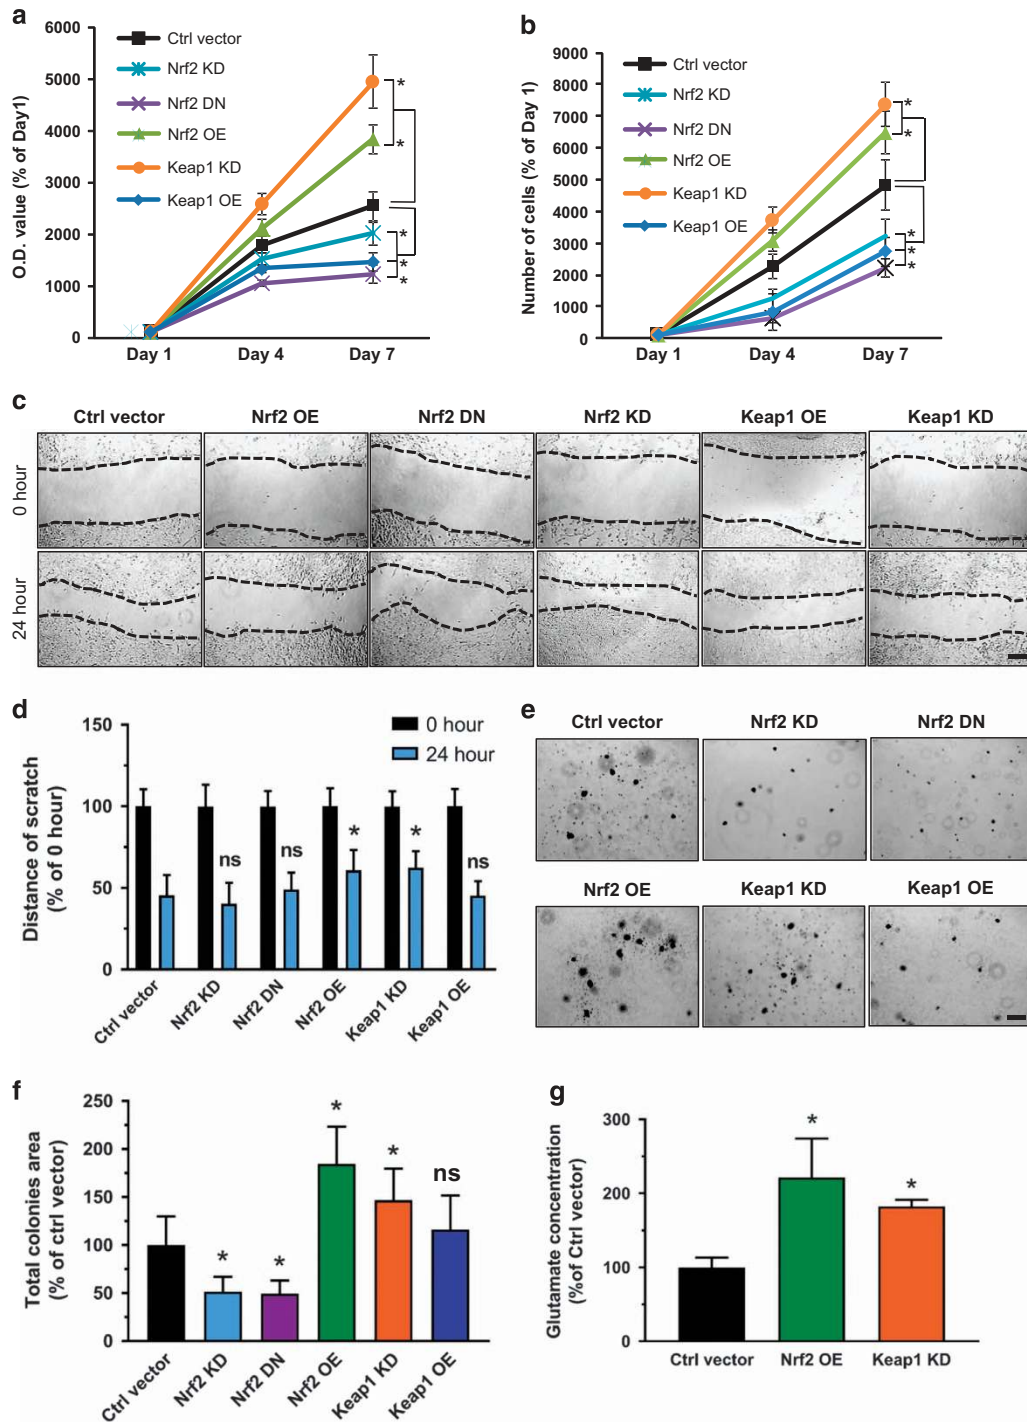 a
O.D. value (% of Day1)
6000
5000
4000
3000
2000
1000
0
Ctrl vector
Nrf2 KD
Nrf2 DN
Nrf2 OE
Keap1 KD
Keap1 OE
*
*
*
*
*
Day 1 Day 4 Day 7
b
Number of cells (% of Day 1)
9000
8000
7000
6000
5000
4000
3000
2000
1000
0
Ctrl vector
Nrf2 KD
Nrf2 DN
Nrf2 OE
Keap1 KD
Keap1 OE
*
*
*
*
*
Day 1 Day 4 Day 7
c
Ctrl vector Nrf2 OE Nrf2 DN Nrf2 KD Keap1 OE Keap1 KD
0 hour
24 hour
d
Distance of scratch
(% of 0 hour)
150
100
50
0
0 hour
24 hour
ns ns * * ns
Ctrl vector Nrf2 KD Nrf2 DN Nrf2 OE Keap1 KD Keap1 OE
e
Ctrl vector Nrf2 KD Nrf2 DN
Nrf2 OE Keap1 KD Keap1 OE
f
Total colonies area
(% of ctrl vector)
250
200
150
100
50
0
* * * * ns
Ctrl vector Nrf2 KD Nrf2 DN Nrf2 OE Keap1 KD Keap1 OE
g
Glutamate concentration
(%of Ctrl vector)
300
200
100
0
* *
Ctrl vector Nrf2 OE Keap1 KD